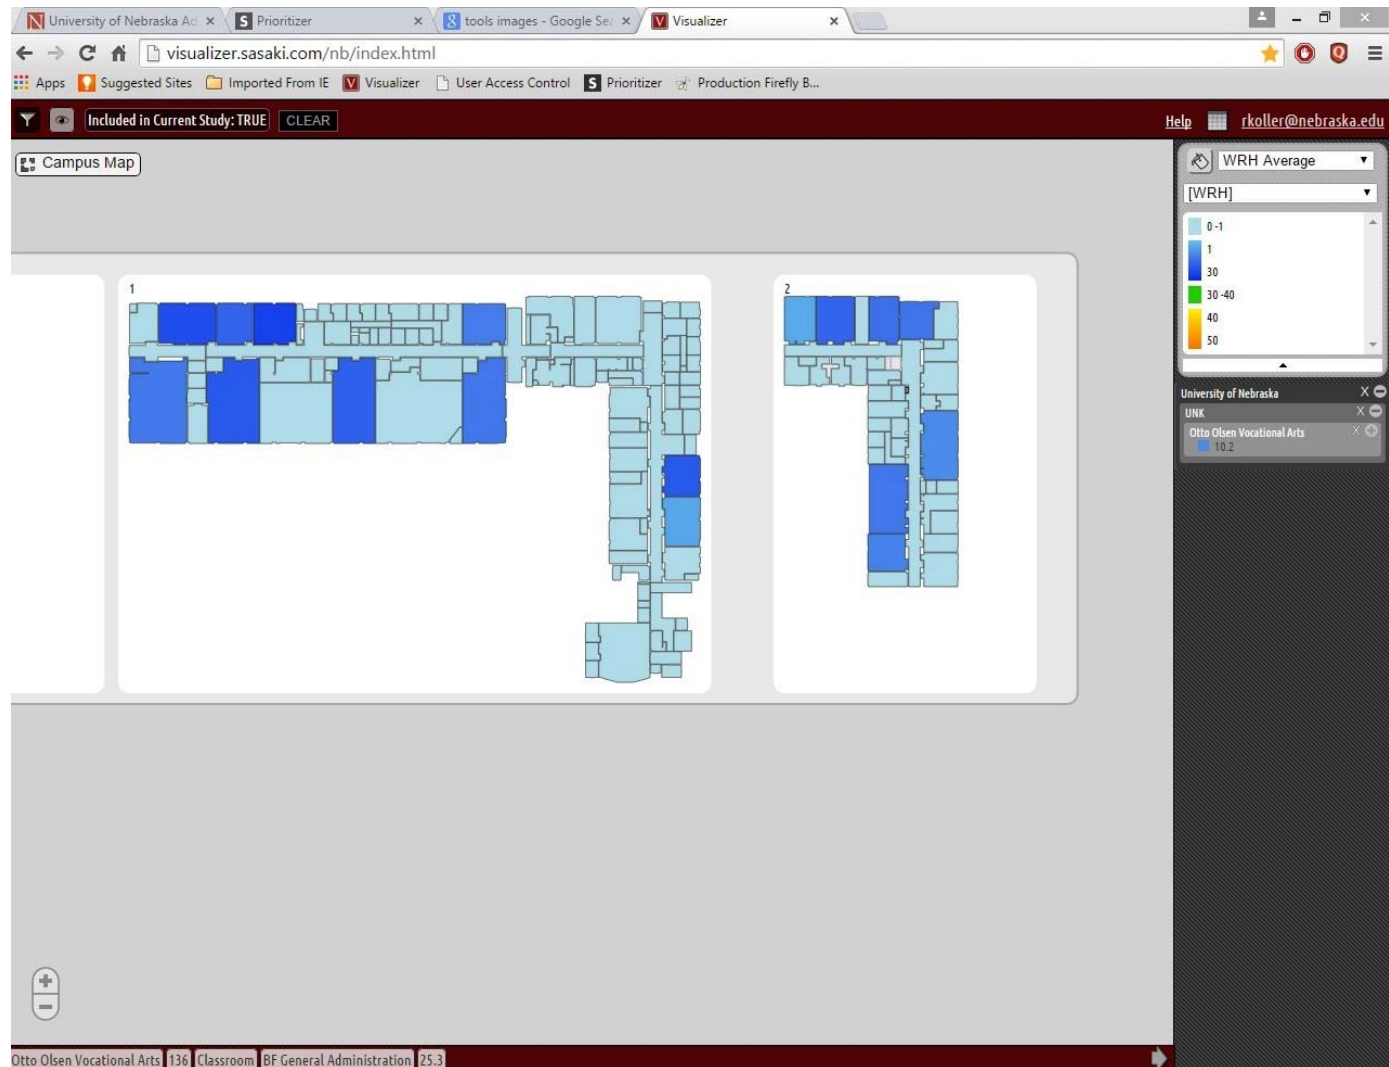 University of Nebraska Ad
Prioritizer
tools images - Google Sea
Visualizer
visualizer.sasaki.com/nb/index.html
Apps Suggested Sites Imported From IE Visualizer User Access Control Prioritizer Production Firefly B...
Included in Current Study: TRUE CLEAR
Help rkoller@nebraska.edu
Campus Map
WRH Average
[WRH]
0 -1
1
30
30 -40
40
50
University of Nebraska X
UNK X
Otto Olsen Vocational Arts X
10.2
1
2
Otto Olsen Vocational Arts 136 Classroom BF General Administration 25.3